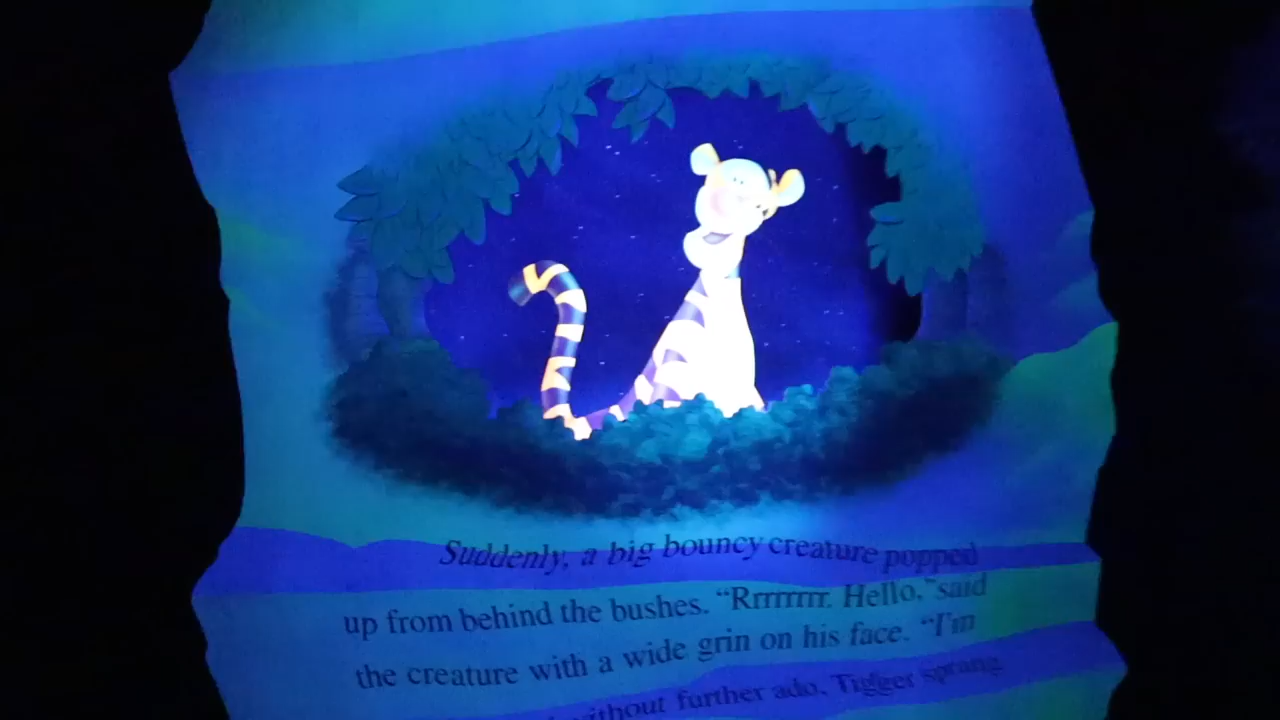 Suddenly, a big bouncy creature popped
up from behind the bushes. “Rrrrrrr. Hello,” said
the creature with a wide grin on his face. “I’m
without further ado, Tigger sprang